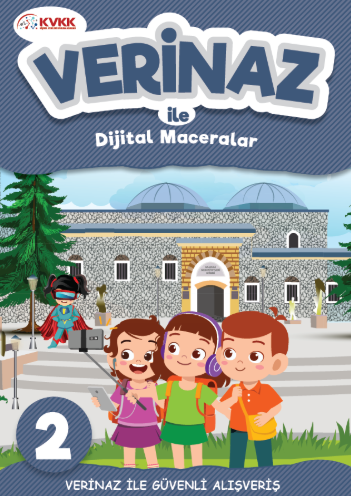 KVKK
VERİNAZ
ile
Dijital Maceralar
2
VERİNAZ İLE GÜVENLİ ALIŞVERİŞ